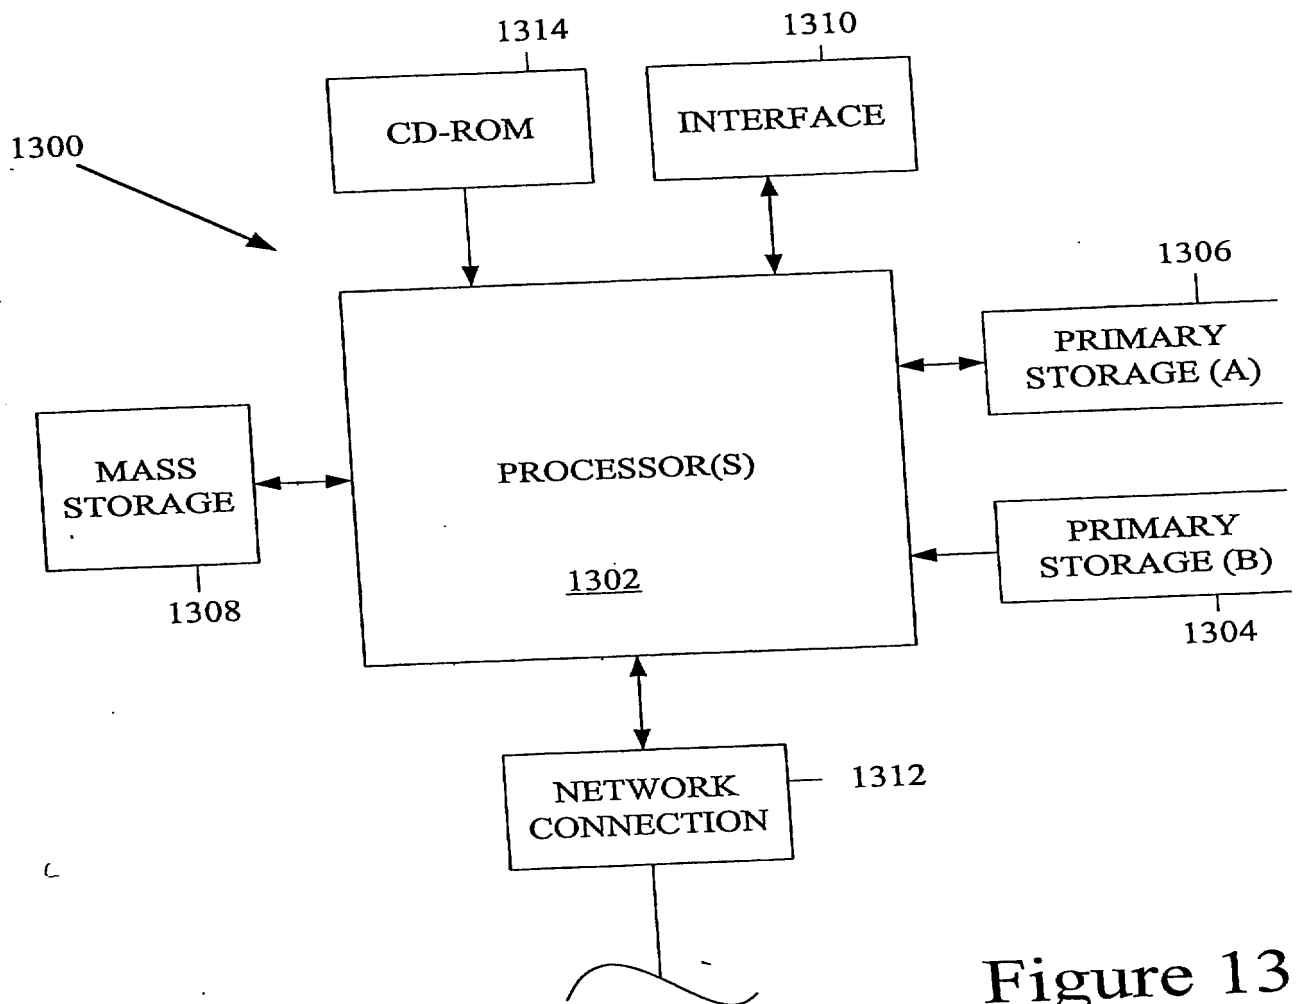 1314
1310
CD-ROM
INTERFACE
1300
1306
PRIMARY
STORAGE (A)
MASS
STORAGE
PROCESSOR(S)
PRIMARY
STORAGE (B)
1302
1308
1304
NETWORK
CONNECTION
1312
Figure 13